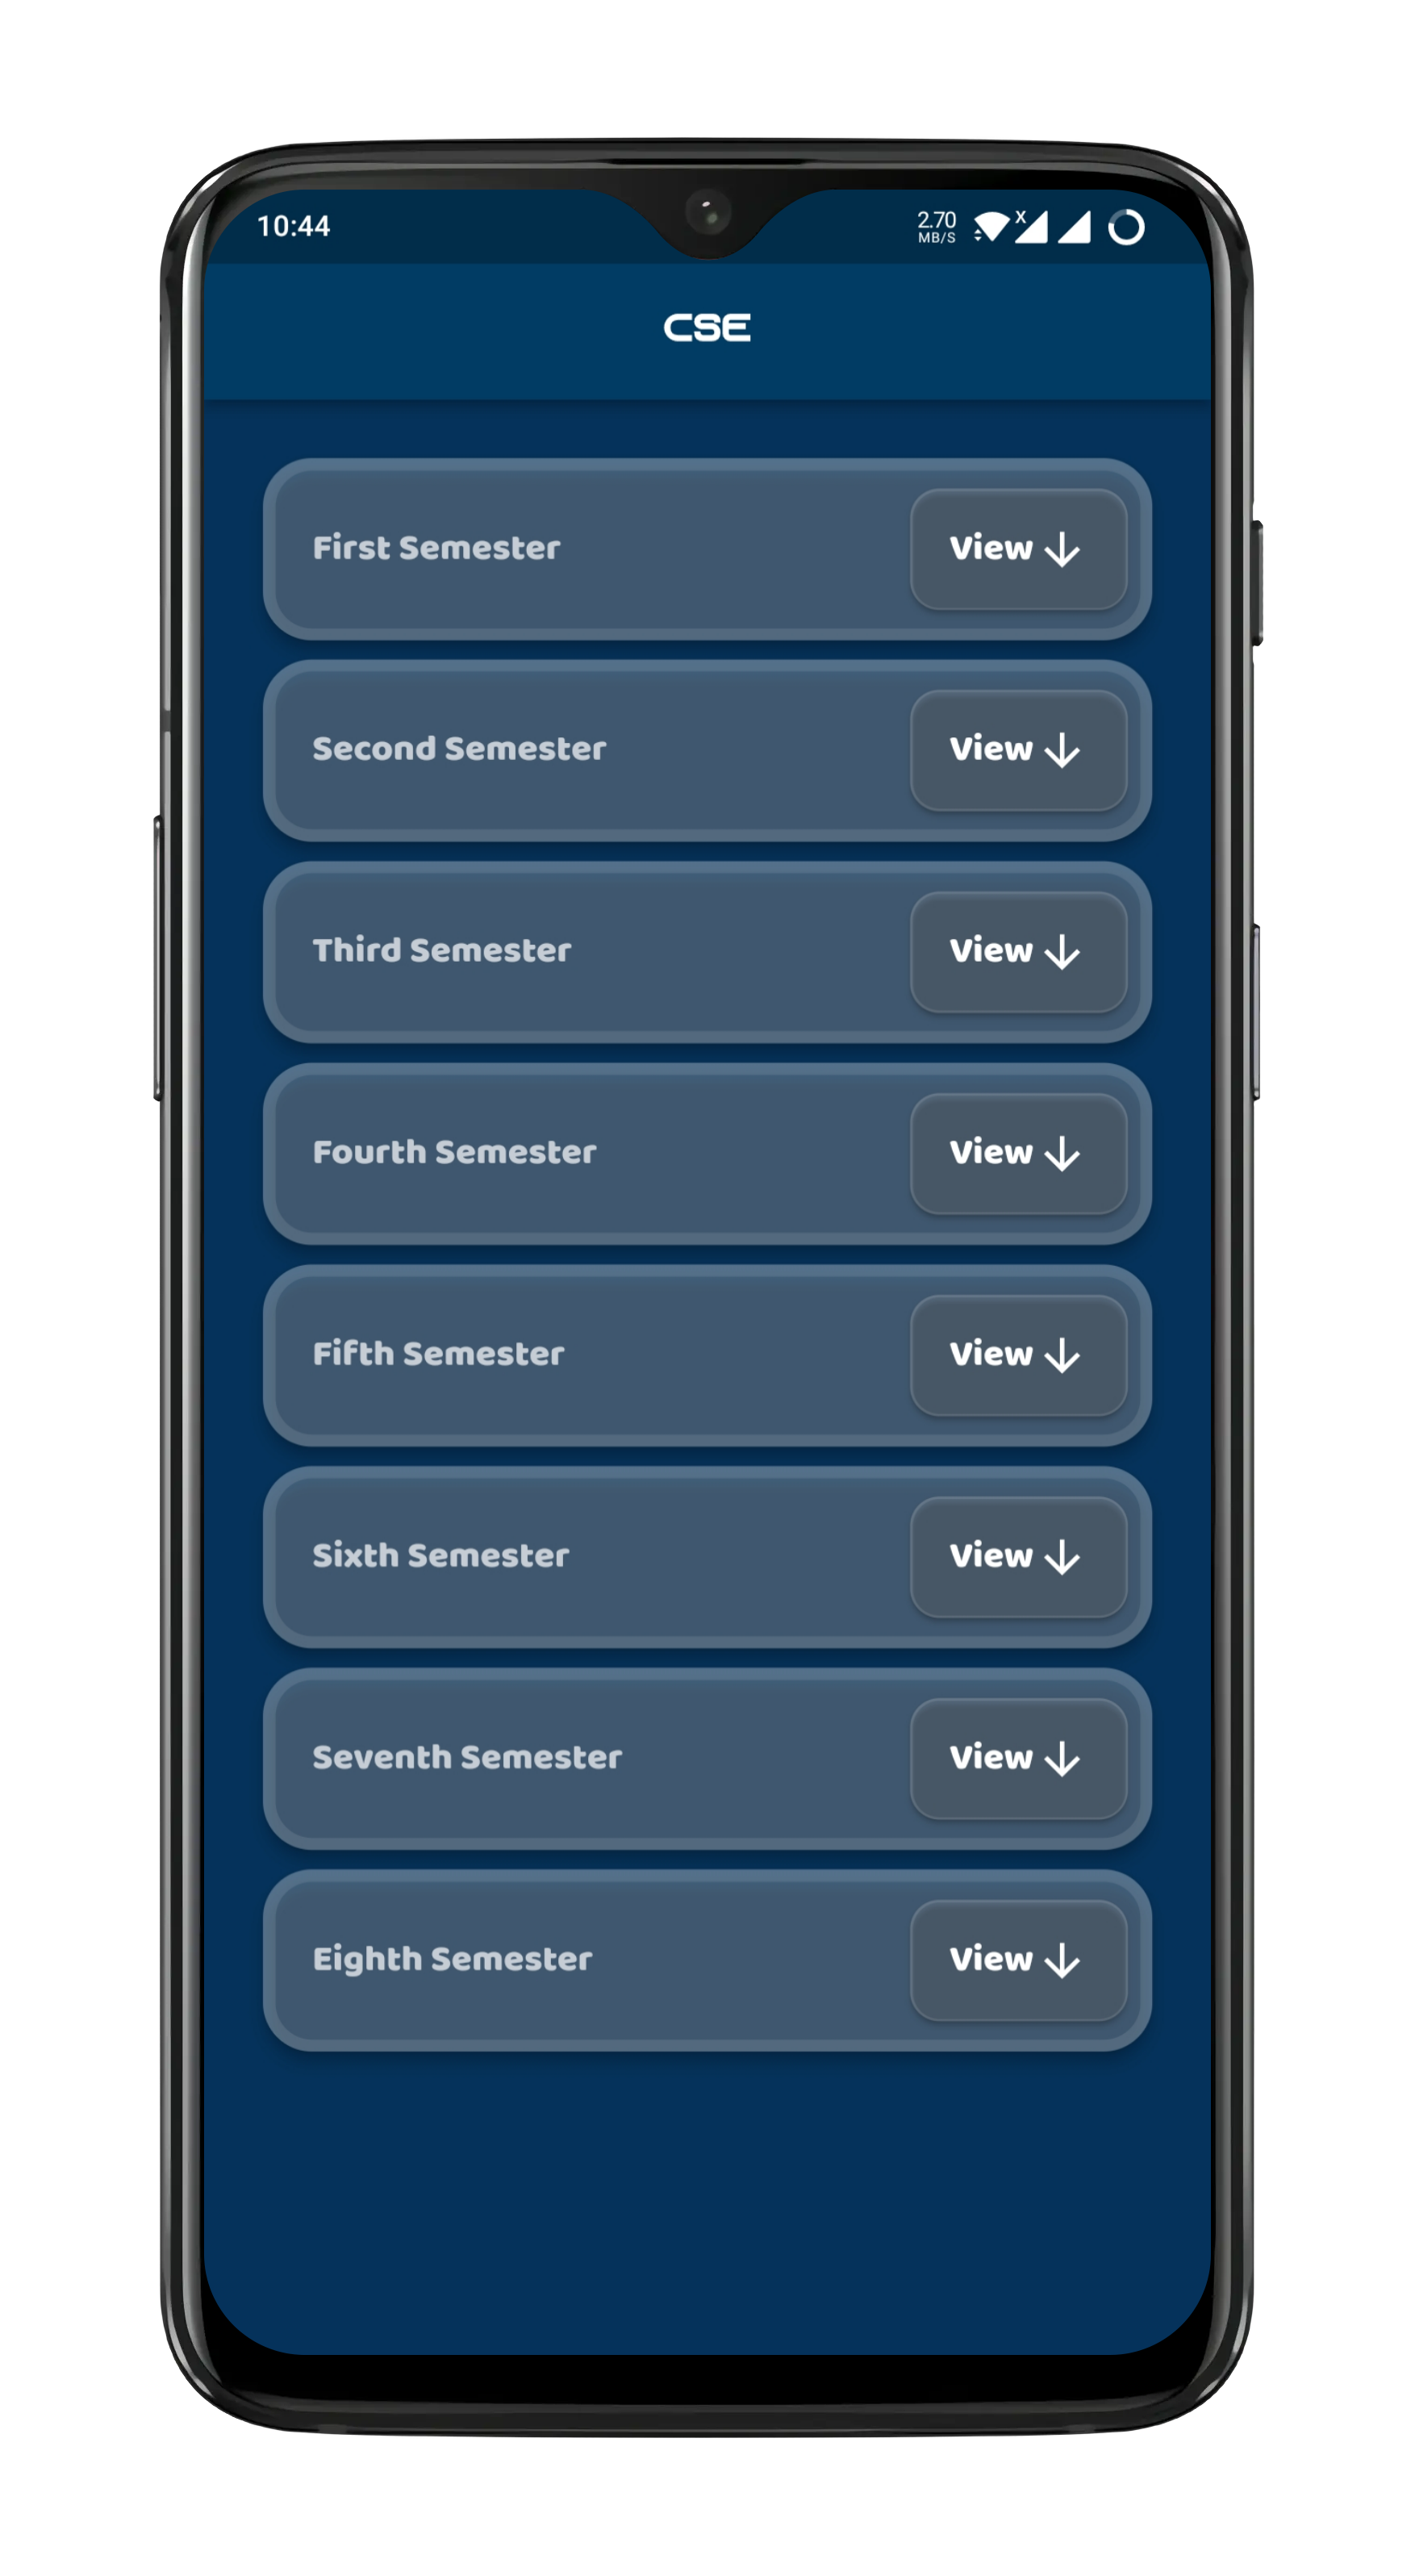 10:44
2.70
MB/S
x
CSE
First Semester
View
Second Semester
View
Third Semester
View
Fourth Semester
View
Fifth Semester
View
Sixth Semester
View
Seventh Semester
View
Eighth Semester
View